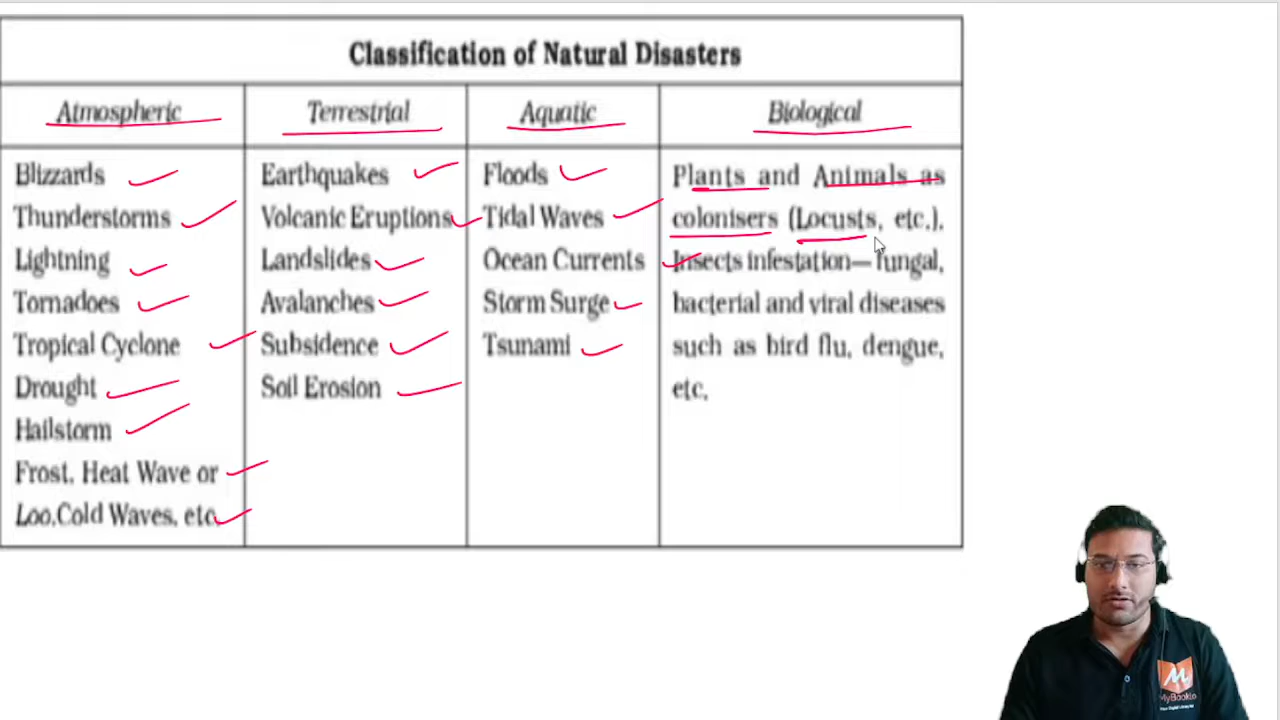 Classification of Natural Disasters
Atmospheric
Terrestrial
Aquatic
Biological
Blizzards
Thunderstorms
Lightning
Tornadoes
Tropical Cyclone
Drought
Hailstorm
Frost, Heat Wave or
Loo, Cold Waves, etc.
Earthquakes
Volcanic Eruptions
Landslides
Avalanches
Subsidence
Soil Erosion
Floods
Tidal Waves
Ocean Currents
Storm Surge
Tsunami
Plants and Animals as
colonisers (Locusts, etc.).
Insects infestation—fungal,
bacterial and viral diseases
such as bird flu, dengue,
etc.
MyBookie